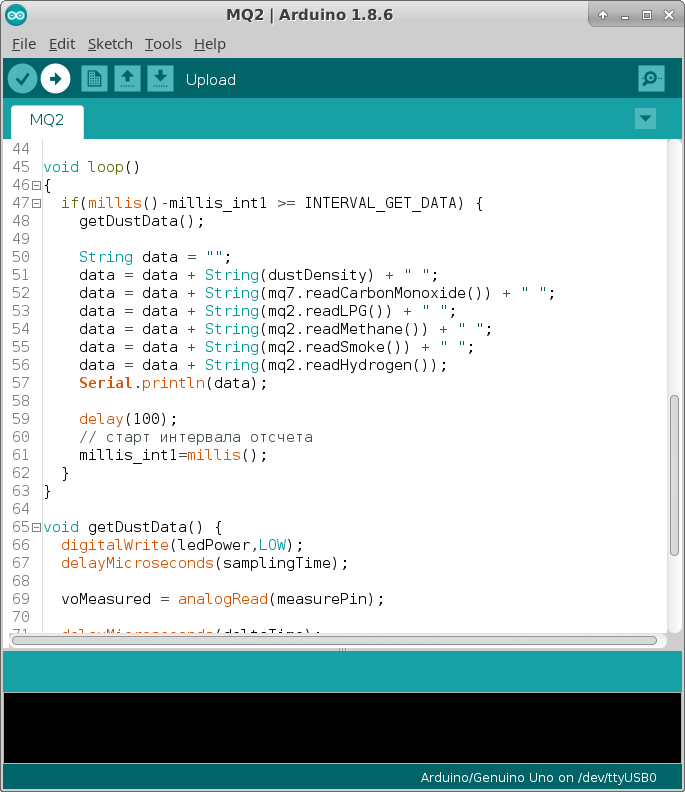 MQ2 | Arduino 1.8.6
File Edit Sketch Tools Help
Upload
MQ2
44
45 void loop()
46 {
47   if(millis()-millis_int1 >= INTERVAL_GET_DATA) {
48     getDustData();
49
50     String data = "";
51     data = data + String(dustDensity) + " ";
52     data = data + String(mq7.readCarbonMonoxide()) + " ";
53     data = data + String(mq2.readLPG()) + " ";
54     data = data + String(mq2.readMethane()) + " ";
55     data = data + String(mq2.readSmoke()) + " ";
56     data = data + String(mq2.readHydrogen());
57     Serial.println(data);
58
59     delay(100);
60     // старт интервала отсчета
61     millis_int1=millis();
62   }
63 }
64
65 void getDustData() {
66   digitalWrite(ledPower,LOW);
67   delayMicroseconds(samplingTime);
68
69   voMeasured = analogRead(measurePin);
70
71   delayMicroseconds(deltaTime);
Arduino/Genuino Uno on /dev/ttyUSB0